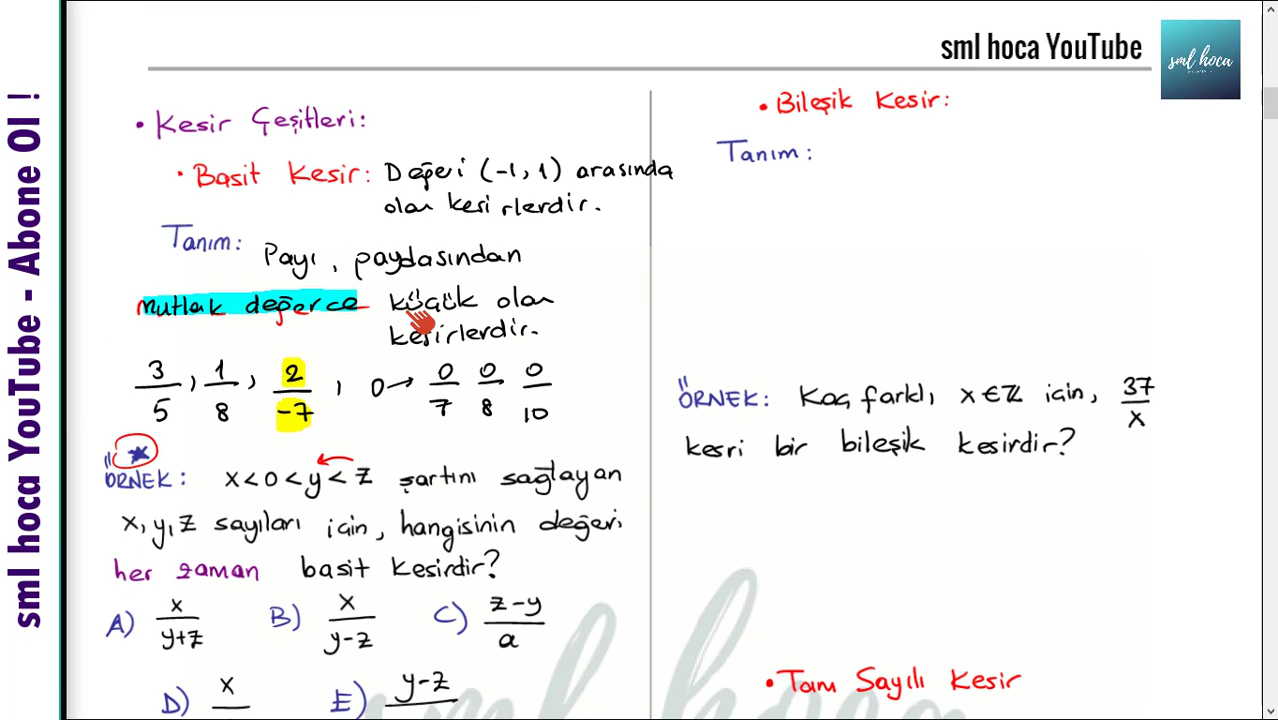 sml hoca YouTube - Abone Ol !
sml hoca YouTube
sml hoca
• Kesir Çeşitleri:
• Basit Kesir: Değeri (-1, 1) arasında
olan kesirlerdir.
Tanım: Payı, paydasından
mutlak değerce küçük olan
kesirlerdir.
3/5, 1/8, 2/-7, 0 → 0/7 0/8 0/10
"ÖRNEK: x < 0 < y < z şartını sağlayan
x, y, z sayıları için, hangisinin değeri
her zaman basit kesirdir?
A) x/y+z B) x/y-z C) z-y/a
D) x E) y-z
• Bileşik Kesir:
Tanım:
"ÖRNEK: Kaç farklı x∈ℤ için, 37/x
kesri bir bileşik kesirdir?
• Tam Sayılı Kesir